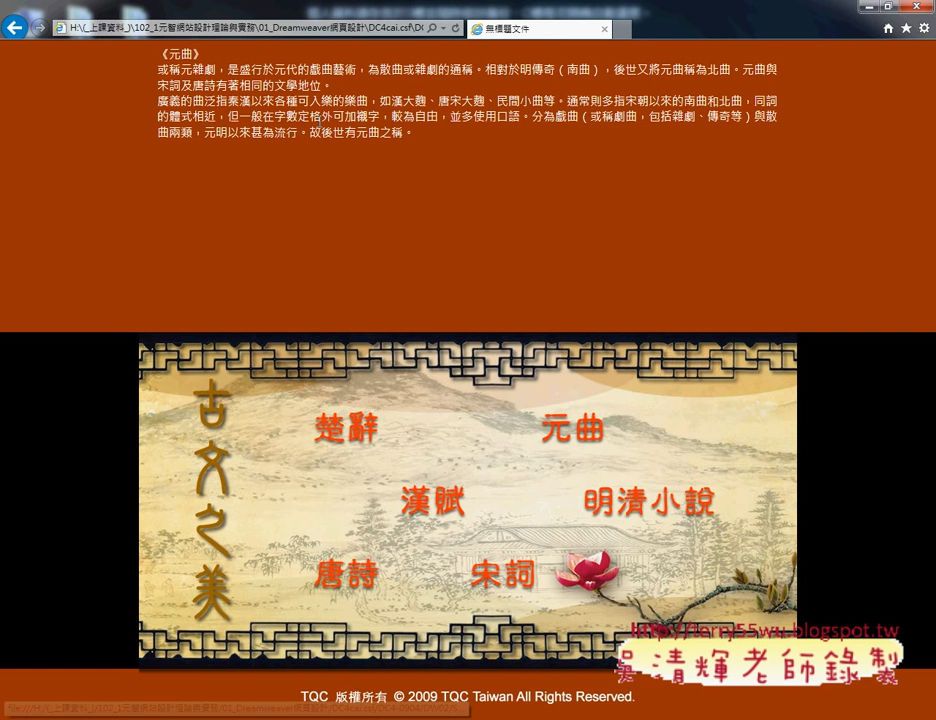 H:\(_上課資料_)\102_1元智網站設計理論與實務\01_Dreamweaver網頁設計\DC4cai.csf\DC
無標題文件
《元曲》
或稱元雜劇，是盛行於元代的戲曲藝術，為散曲或雜劇的通稱。相對於明傳奇（南曲），後世又將元曲稱為北曲。元曲與
宋詞及唐詩有著相同的文學地位。
廣義的曲泛指秦漢以來各種可入樂的樂曲，如漢大麯、唐宋大麯、民間小曲等。通常則多指宋朝以來的南曲和北曲，同詞
的體式相近，但一般在字數定格外可加襯字，較為自由，並多使用口語。分為戲曲（或稱劇曲，包括雜劇、傳奇等）與散
曲兩類，元明以來甚為流行。故後世有元曲之稱。
古文之美
楚辭
元曲
漢賦
明清小說
唐詩
宋詞
http://terry55wu.blogspot.tw
吳清輝老師錄製
TQC 版權所有 © 2009 TQC Taiwan All Rights Reserved.